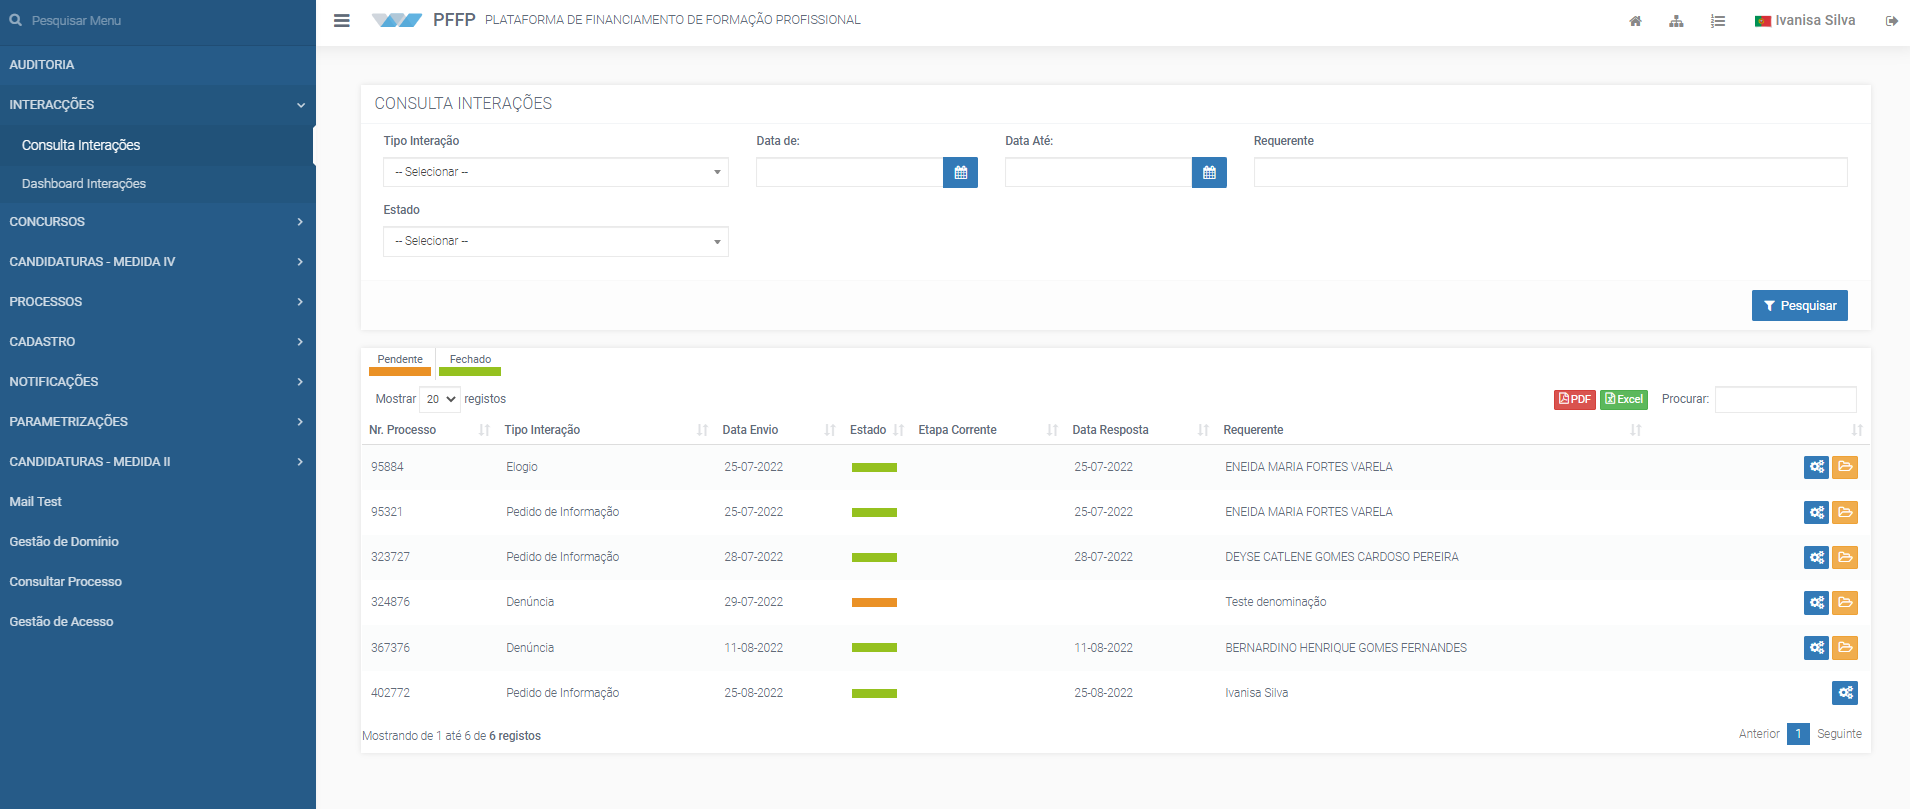 Pesquisar Menu
AUDITORIA
INTERACÇÕES
Consulta Interações
Dashboard Interações
CONCURSOS
CANDIDATURAS - MEDIDA IV
PROCESSOS
CADASTRO
NOTIFICAÇÕES
PARAMETRIZAÇÕES
CANDIDATURAS - MEDIDA II
Mail Test
Gestão de Domínio
Consultar Processo
Gestão de Acesso
PFFP PLATAFORMA DE FINANCIAMENTO DE FORMAÇÃO PROFISSIONAL Ivanisa Silva
CONSULTA INTERAÇÕES
Tipo Interação Data de: Data Até: Requerente
-- Selecionar --
Estado
-- Selecionar --
Pesquisar
Pendente Fechado
Mostrar 20 registos PDF Excel Procurar:
Nr. Processo Tipo Interação Data Envio Estado Etapa Corrente Data Resposta Requerente
95884 Elogio 25-07-2022 25-07-2022 ENEIDA MARIA FORTES VARELA
95321 Pedido de Informação 25-07-2022 25-07-2022 ENEIDA MARIA FORTES VARELA
323727 Pedido de Informação 28-07-2022 28-07-2022 DEYSE CATLENE GOMES CARDOSO PEREIRA
324876 Denúncia 29-07-2022 Teste denominação
367376 Denúncia 11-08-2022 11-08-2022 BERNARDINO HENRIQUE GOMES FERNANDES
402772 Pedido de Informação 25-08-2022 25-08-2022 Ivanisa Silva
Mostrando de 1 até 6 de 6 registos Anterior 1 Seguinte